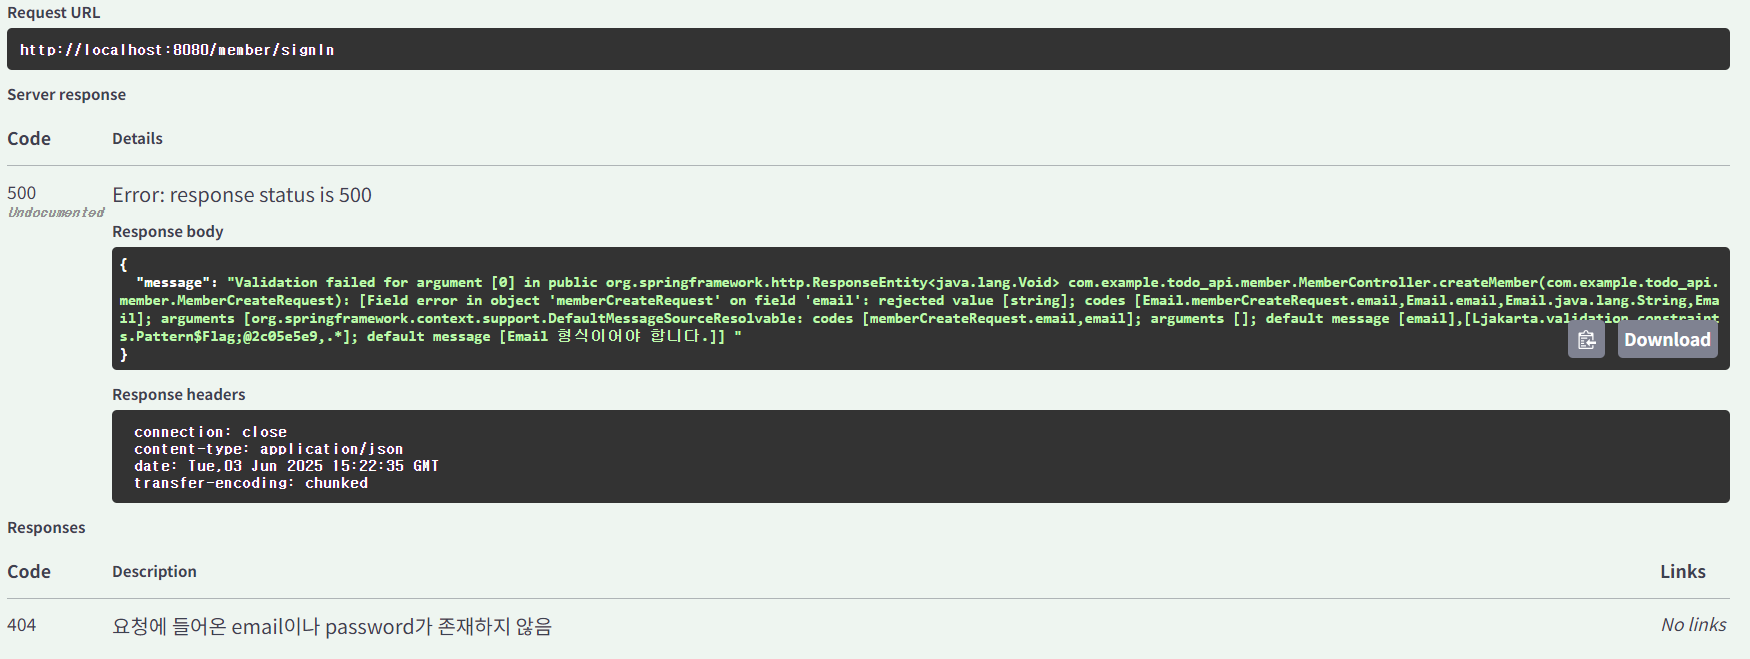 Request URL
http://localhost:8080/member/signIn
Server response
Code Details
500 Error: response status is 500
Undocumented
Response body
{
"message": "Validation failed for argument [0] in public org.springframework.http.ResponseEntity<java.lang.Void> com.example.todo_api.member.MemberController.createMember(com.example.todo_api.
member.MemberCreateRequest): [Field error in object 'memberCreateRequest' on field 'email': rejected value [string]; codes [Email.memberCreateRequest.email,Email.email,Email.java.lang.String,Ema
il]; arguments [org.springframework.context.support.DefaultMessageSourceResolvable: codes [memberCreateRequest.email,email]; arguments []; default message [email],[Ljakarta.validation.constraint
s.Pattern$Flag;@2c05e5e9,.*]; default message [Email 형식이어야 합니다.]] "
}
Download
Response headers
connection: close
content-type: application/json
date: Tue,03 Jun 2025 15:22:35 GMT
transfer-encoding: chunked
Responses
Code Description Links
404 요청에 들어온 email이나 password가 존재하지 않음 No links